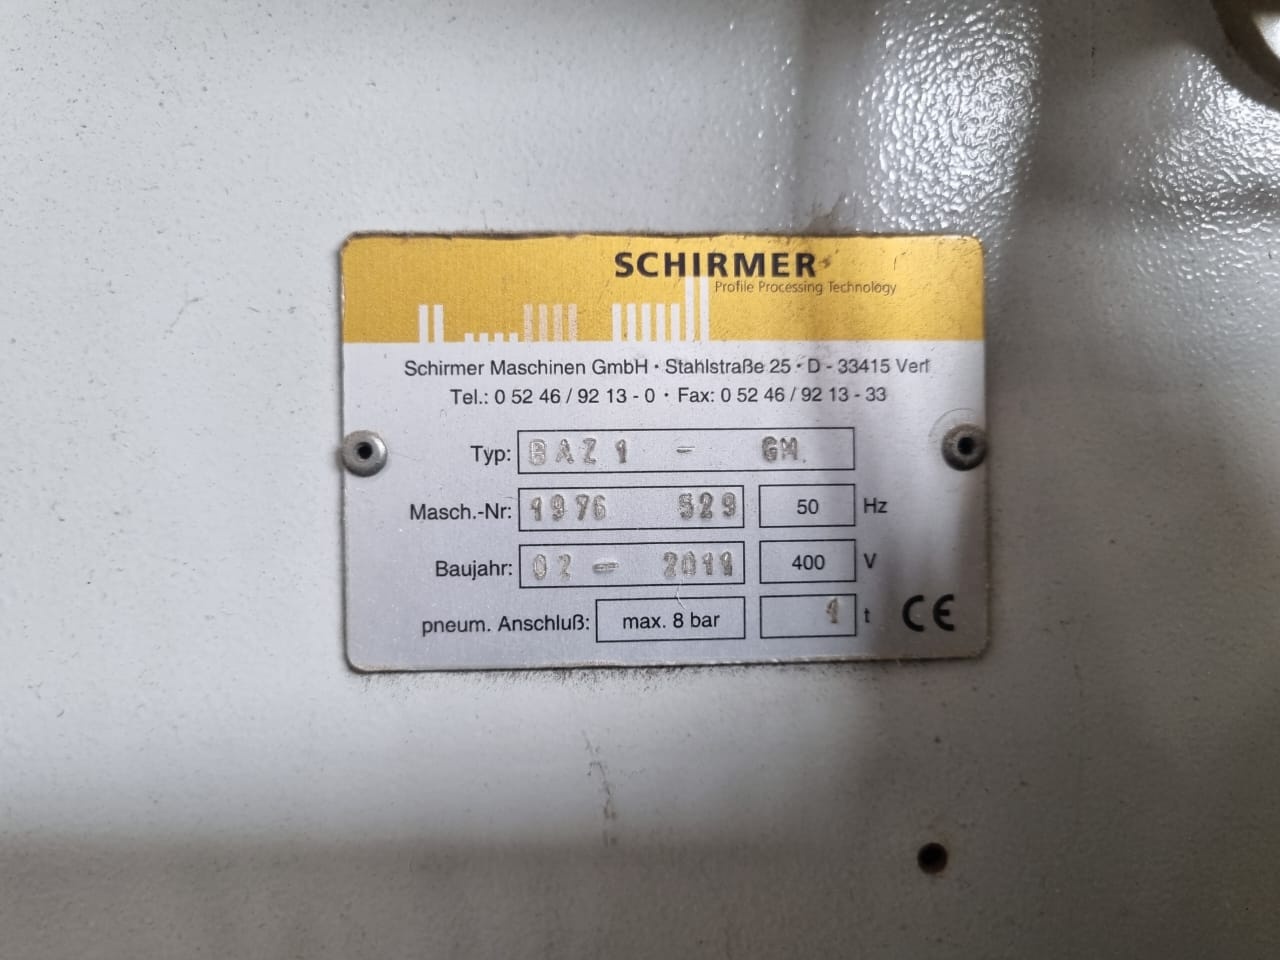 SCHIRMER
Profile Processing Technology
Schirmer Maschinen GmbH · Stahlstraße 25 · D - 33415 Verl
Tel.: 0 52 46 / 92 13 - 0 · Fax: 0 52 46 / 92 13 - 33
Typ: BAZ 1 - GM
Masch.-Nr: 1976 529 50 Hz
Baujahr: 02 - 2011 400 V
pneum. Anschluß: max. 8 bar 1 t CE